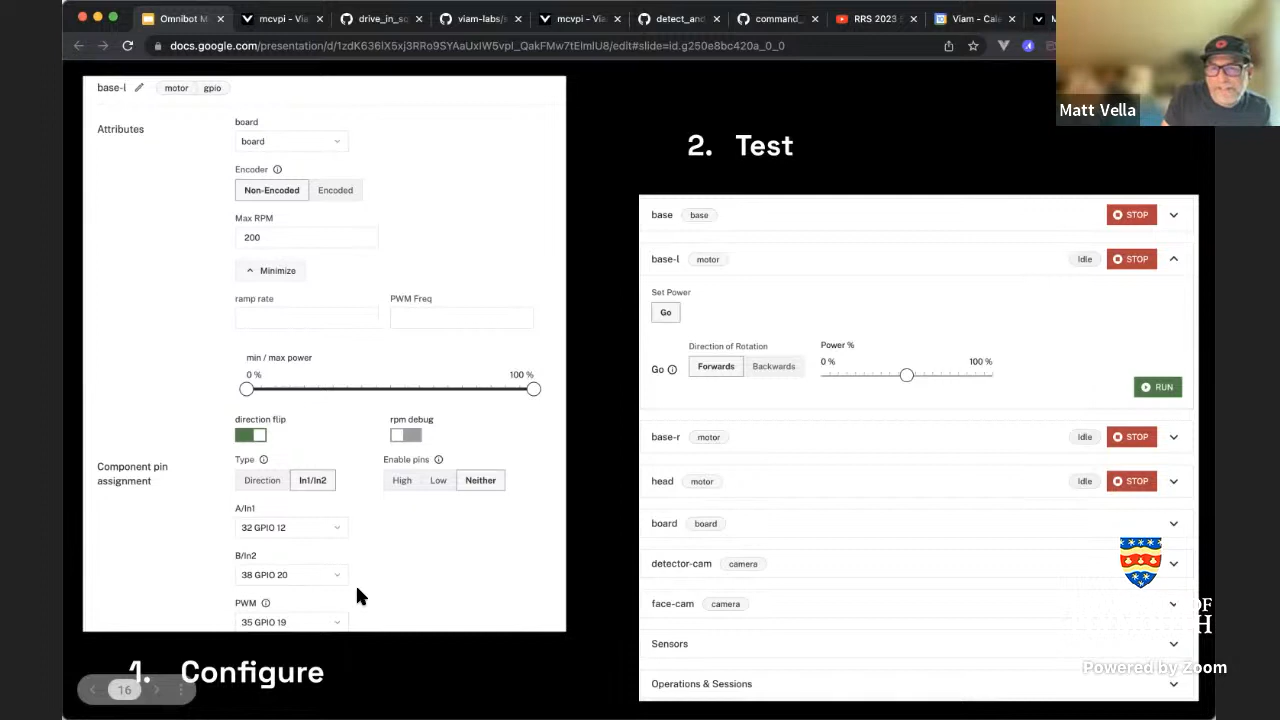 Omnibot M
mcvpi - Via
drive_in_sq
viam-labs/s
mcvpi - Via
detect_and
command_
RRS 2023 S
Viam - Cale
docs.google.com/presentation/d/1zdK636lX5xj3RRo9SYAaUxIW5vpI_QakFMw7tElmlU8/edit#slide=id.g250e8bc420a_0_0
Matt Vella
base-l
motor gpio
Attributes
board
board
Encoder
Non-Encoded Encoded
Max RPM
200
Minimize
ramp rate PWM Freq
min / max power
0 % 100 %
direction flip rpm debug
Component pin
assignment
Type Enable pins
Direction In1/In2 High Low Neither
A/In1
32 GPIO 12
B/In2
38 GPIO 20
PWM
35 GPIO 19
1. Configure
16
2. Test
base base STOP
base-l motor Idle STOP
Set Power
Go
Direction of Rotation Power %
Go Forwards Backwards 0 % 100 %
RUN
base-r motor Idle STOP
head motor Idle STOP
board board
detector-cam camera
face-cam camera
Sensors
Operations & Sessions
Powered by Zoom